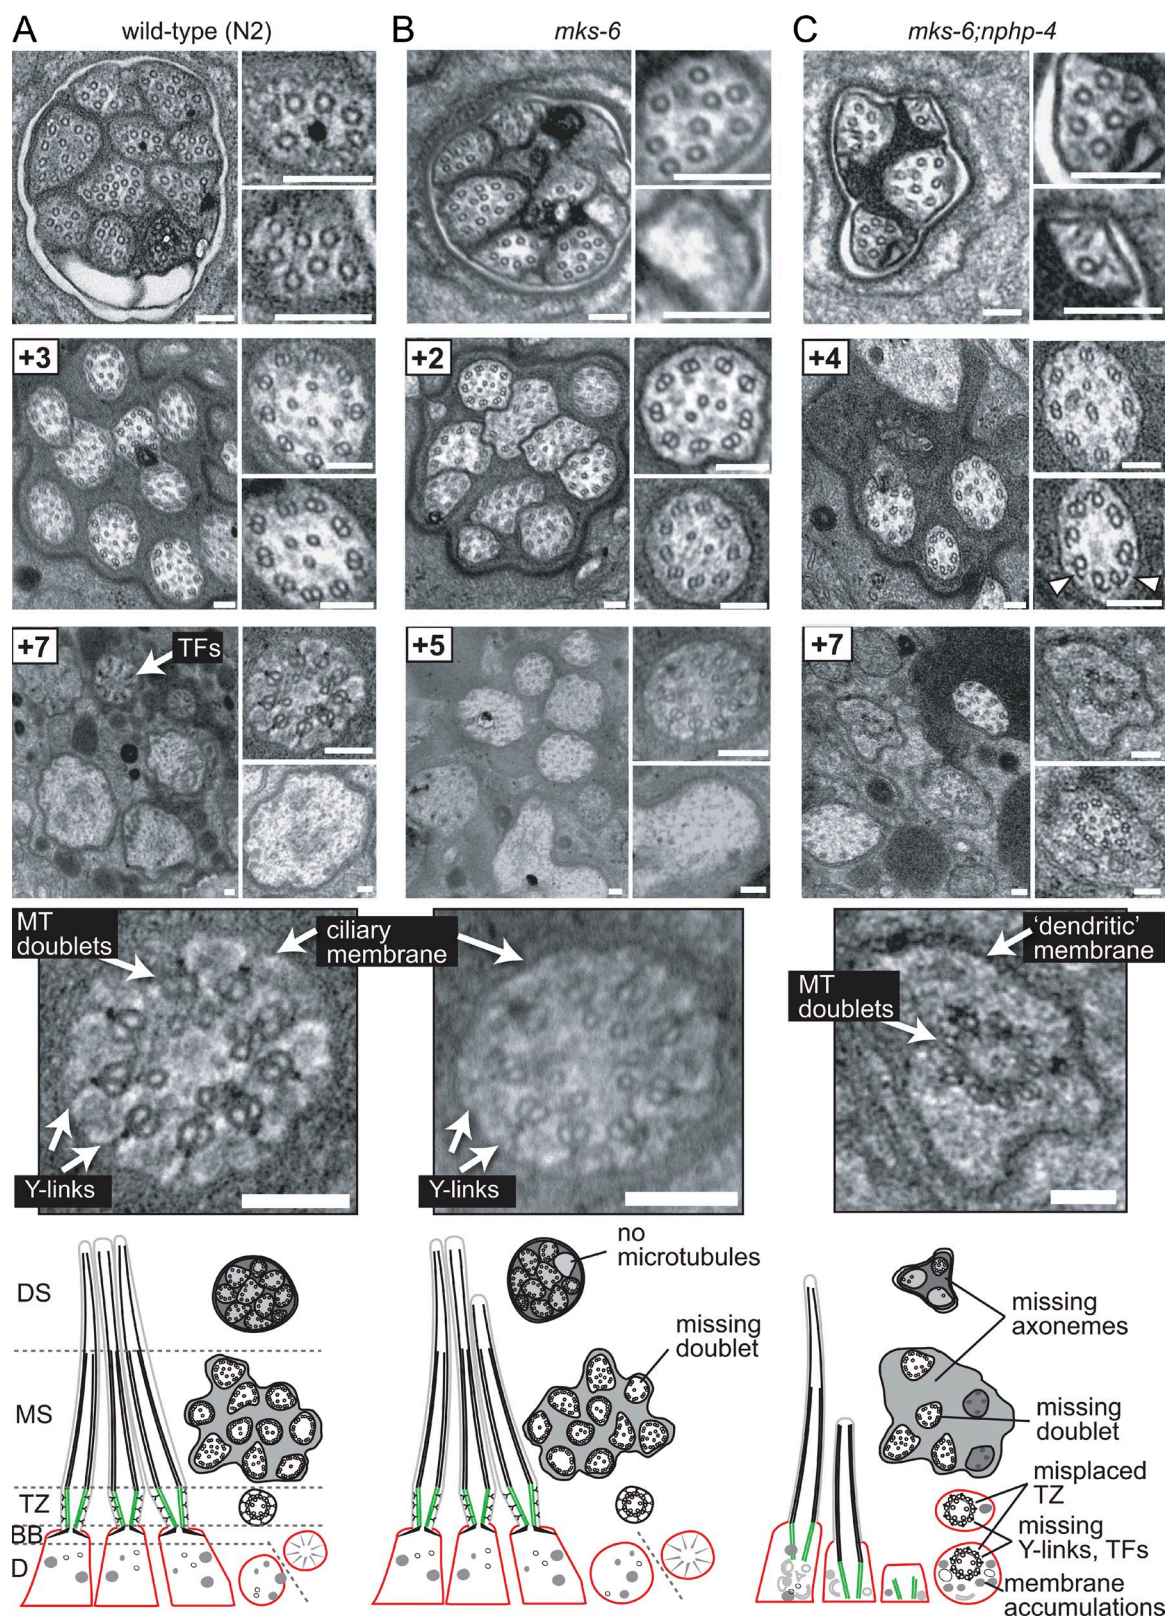 A
wild-type (N2)
B
mks-6
C
mks-6;nphp-4
+3
+2
+4
+7
TFs
+5
+7
MT
doublets
ciliary
membrane
'dendritic'
membrane
MT
doublets
Y-links
Y-links
no
microtubules
DS
missing
axonemes
missing
doublet
MS
missing
doublet
misplaced
TZ
TZ
BB
missing
Y-links, TFs
D
membrane
accumulations